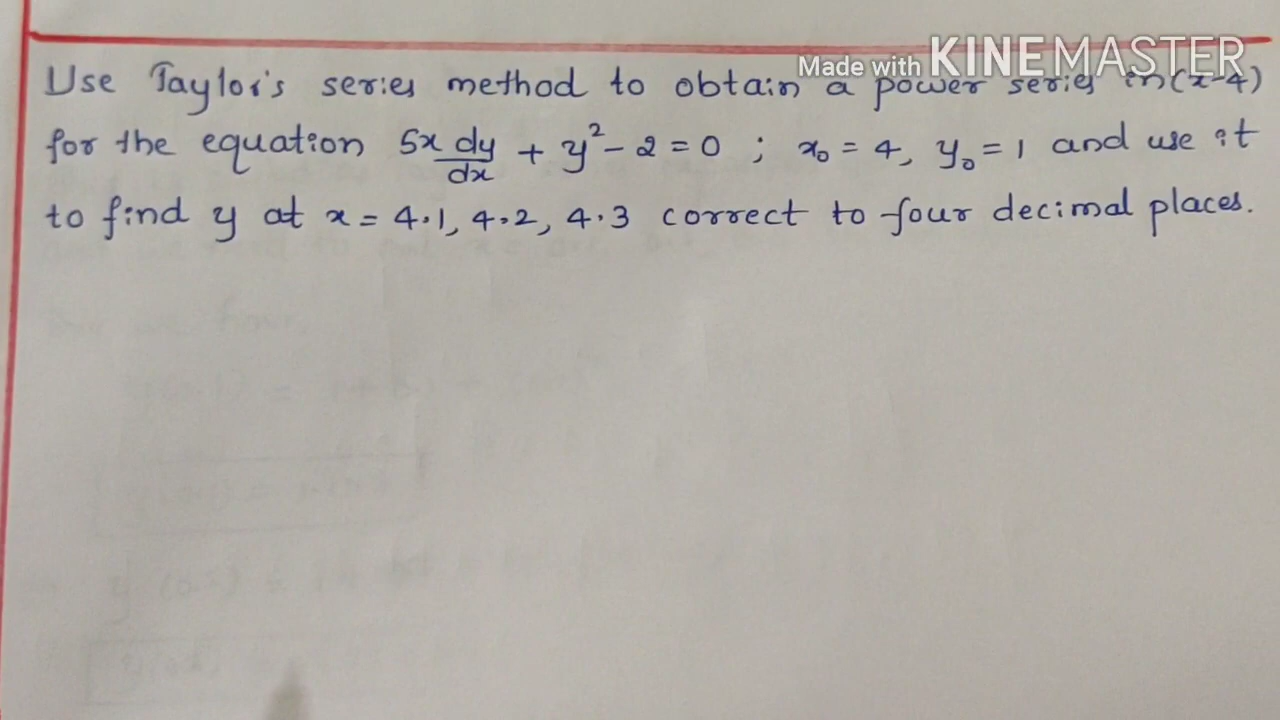 Made with KINEMASTER
Use Taylor's series method to obtain a power series in (x-4)
for the equation 5x dy/dx + y² - 2 = 0 ; x₀ = 4, y₀ = 1 and use it
to find y at x = 4.1, 4.2, 4.3 correct to four decimal places.